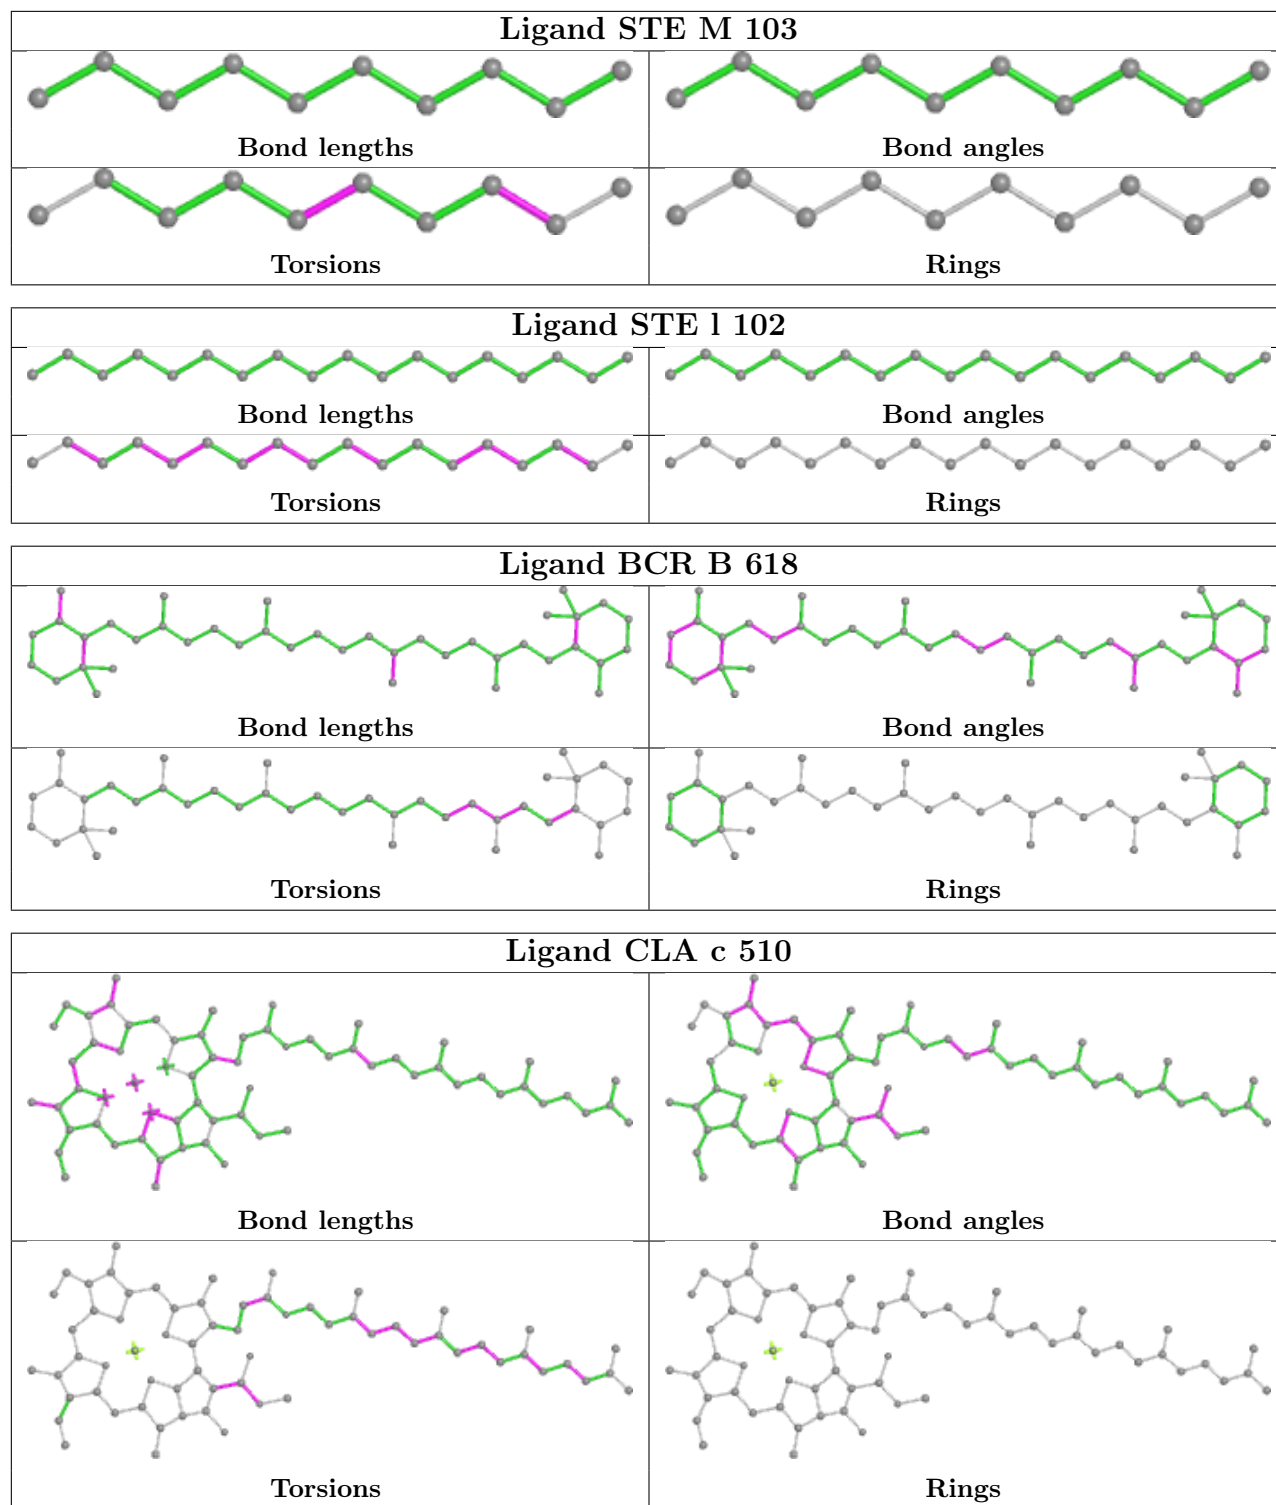 Ligand STE M 103
Bond lengths
Bond angles
Torsions
Rings
Ligand STE l 102
Bond lengths
Bond angles
Torsions
Rings
Ligand BCR B 618
Bond lengths
Bond angles
Torsions
Rings
Ligand CLA c 510
Bond lengths
Bond angles
Torsions
Rings